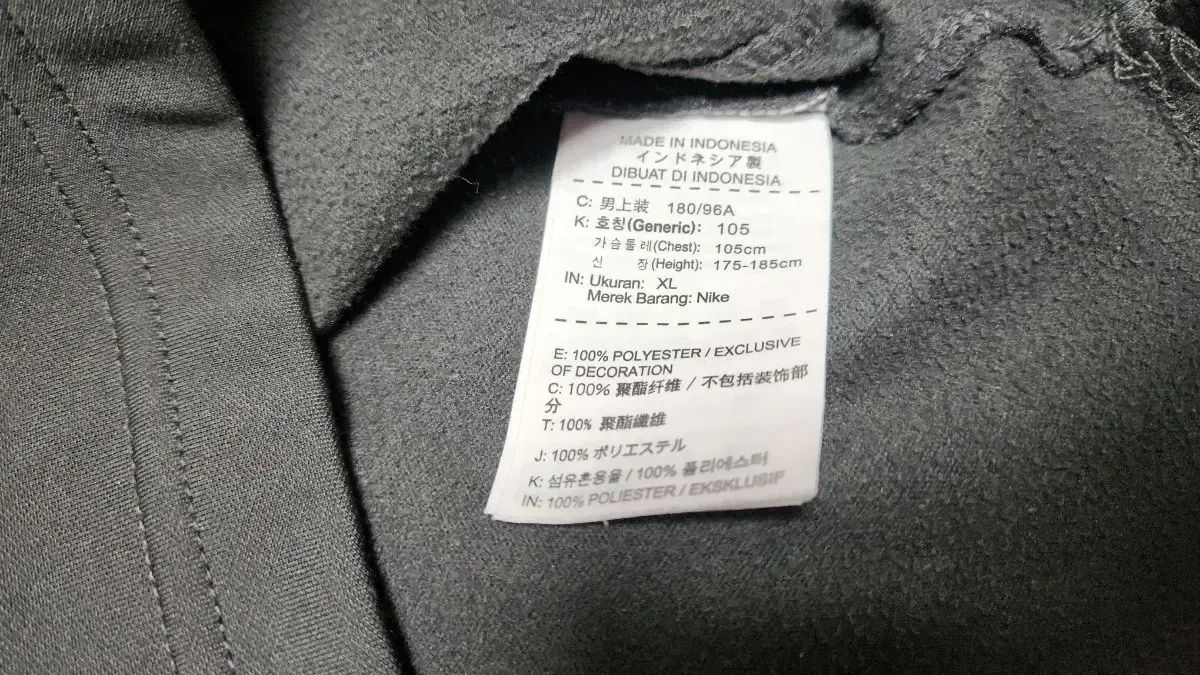 MADE IN INDONESIA
インドネシア製
DIBUAT DI INDONESIA
C: 男上装 180/96A
K: 호칭(Generic): 105
가슴둘레(Chest): 105cm
신 장(Height): 175-185cm
IN: Ukuran: XL
Merek Barang: Nike
E: 100% POLYESTER / EXCLUSIVE
OF DECORATION
C: 100% 聚酯纤维 / 不包括装饰部
分
T: 100% 聚酯纖維
J: 100% ポリエステル
K: 섬유혼용율 / 100% 폴리에스터
IN: 100% POLIESTER / EKSKLUSIF